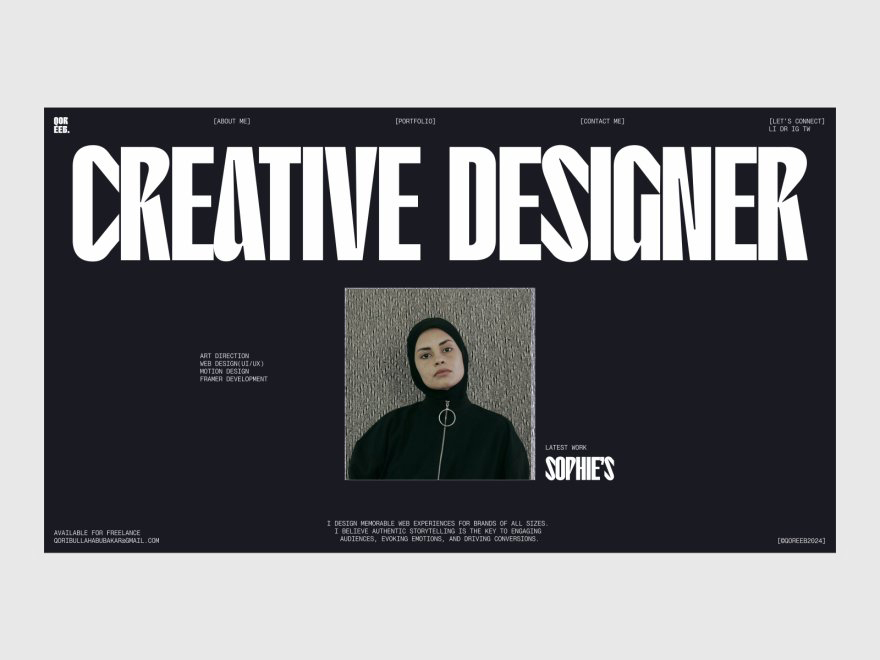 QOR
EEB.
[ABOUT ME]
[PORTFOLIO]
[CONTACT ME]
[LET'S CONNECT]
LI DR IG TW
CREATIVE DESIGNER
ART DIRECTION
WEB DESIGN(UI/UX)
MOTION DESIGN
FRAMER DEVELOPMENT
LATEST WORK
SOPHIE'S
I DESIGN MEMORABLE WEB EXPERIENCES FOR BRANDS OF ALL SIZES.
I BELIEVE AUTHENTIC STORYTELLING IS THE KEY TO ENGAGING
AUDIENCES, EVOKING EMOTIONS, AND DRIVING CONVERSIONS.
AVAILABLE FOR FREELANCE
QORIBULLAHABUBAKAR@GMAIL.COM
[©QOREEB2024]